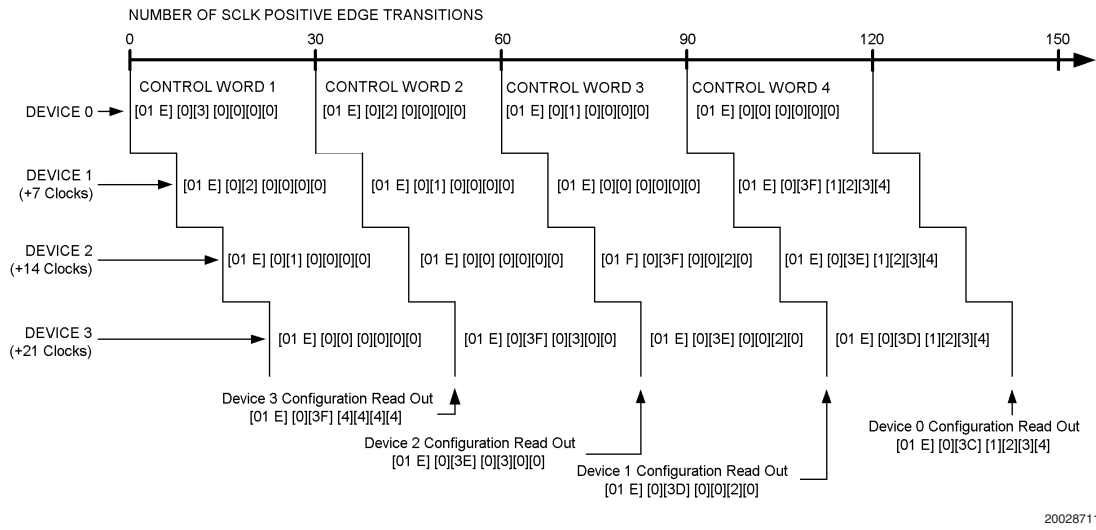 NUMBER OF SCLK POSITIVE EDGE TRANSITIONS
0 30 60 90 120 150
CONTROL WORD 1 CONTROL WORD 2 CONTROL WORD 3 CONTROL WORD 4
DEVICE 0 [01 E] [0][3] [0][0][0][0] [01 E] [0][2] [0][0][0][0] [01 E] [0][1] [0][0][0][0] [01 E] [0][0] [0][0][0][0]
DEVICE 1
(+7 Clocks)
[01 E] [0][2] [0][0][0][0] [01 E] [0][1] [0][0][0][0] [01 E] [0][0] [0][0][0][0] [01 E] [0][3F] [1][2][3][4]
DEVICE 2
(+14 Clocks)
[01 E] [0][1] [0][0][0][0] [01 E] [0][0] [0][0][0][0] [01 F] [0][3F] [0][0][2][0] [01 E] [0][3E] [1][2][3][4]
DEVICE 3
(+21 Clocks)
[01 E] [0][0] [0][0][0][0] [01 E] [0][3F] [0][3][0][0] [01 E] [0][3E] [0][0][2][0] [01 E] [0][3D] [1][2][3][4]
Device 3 Configuration Read Out
[01 E] [0][3F] [4][4][4][4]
Device 2 Configuration Read Out
[01 E] [0][3E] [0][3][0][0]
Device 1 Configuration Read Out
[01 E] [0][3D] [0][0][2][0]
Device 0 Configuration Read Out
[01 E] [0][3C] [1][2][3][4]
20028711